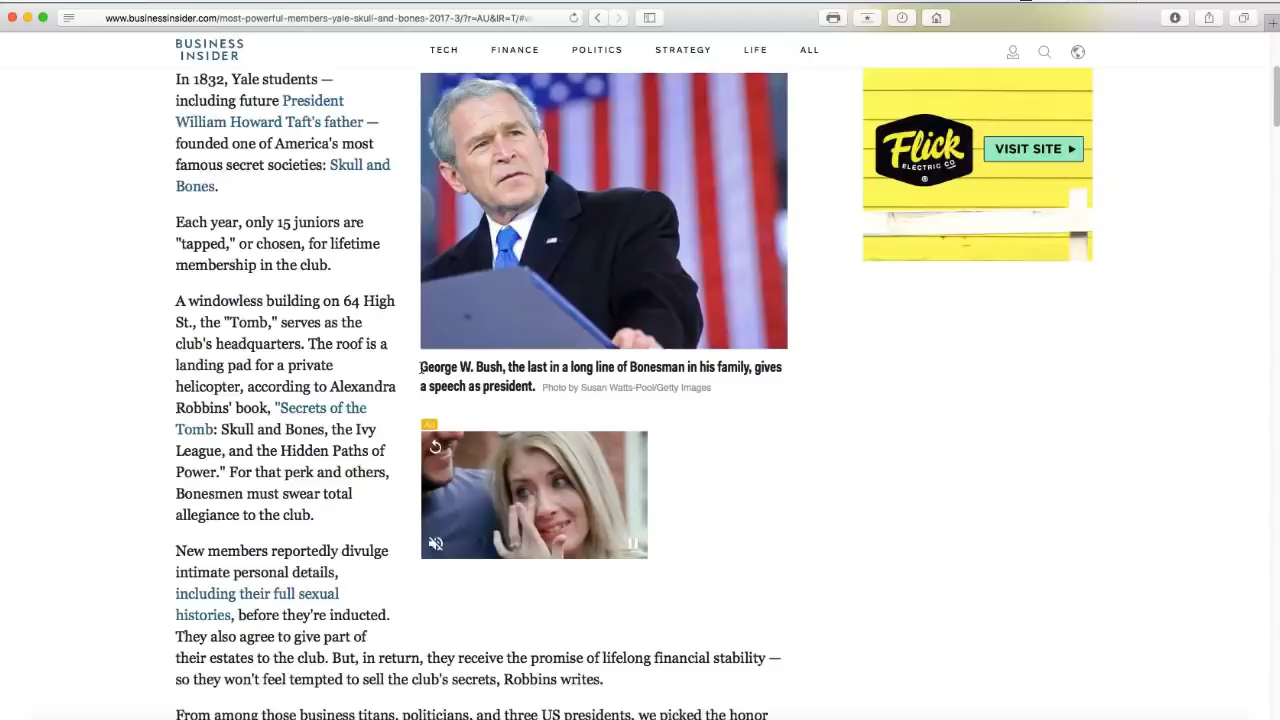 www.businessinsider.com/most-powerful-members-yale-skull-and-bones-2017-3/?r=AU&IR=T/#
BUSINESS
INSIDER
TECH FINANCE POLITICS STRATEGY LIFE ALL
In 1832, Yale students —
including future President
William Howard Taft's father —
founded one of America's most
famous secret societies: Skull and
Bones.
Each year, only 15 juniors are
"tapped," or chosen, for lifetime
membership in the club.
A windowless building on 64 High
St., the "Tomb," serves as the
club's headquarters. The roof is a
landing pad for a private
helicopter, according to Alexandra
Robbins' book, "Secrets of the
Tomb: Skull and Bones, the Ivy
League, and the Hidden Paths of
Power." For that perk and others,
Bonesmen must swear total
allegiance to the club.
New members reportedly divulge
intimate personal details,
including their full sexual
histories, before they're inducted.
They also agree to give part of
their estates to the club. But, in return, they receive the promise of lifelong financial stability —
so they won't feel tempted to sell the club's secrets, Robbins writes.
From among those business titans, politicians, and three US presidents, we picked the honor
George W. Bush, the last in a long line of Bonesman in his family, gives
a speech as president. Photo by Susan Watts-Pool/Getty Images
Ad
Flick
ELECTRIC CO
VISIT SITE